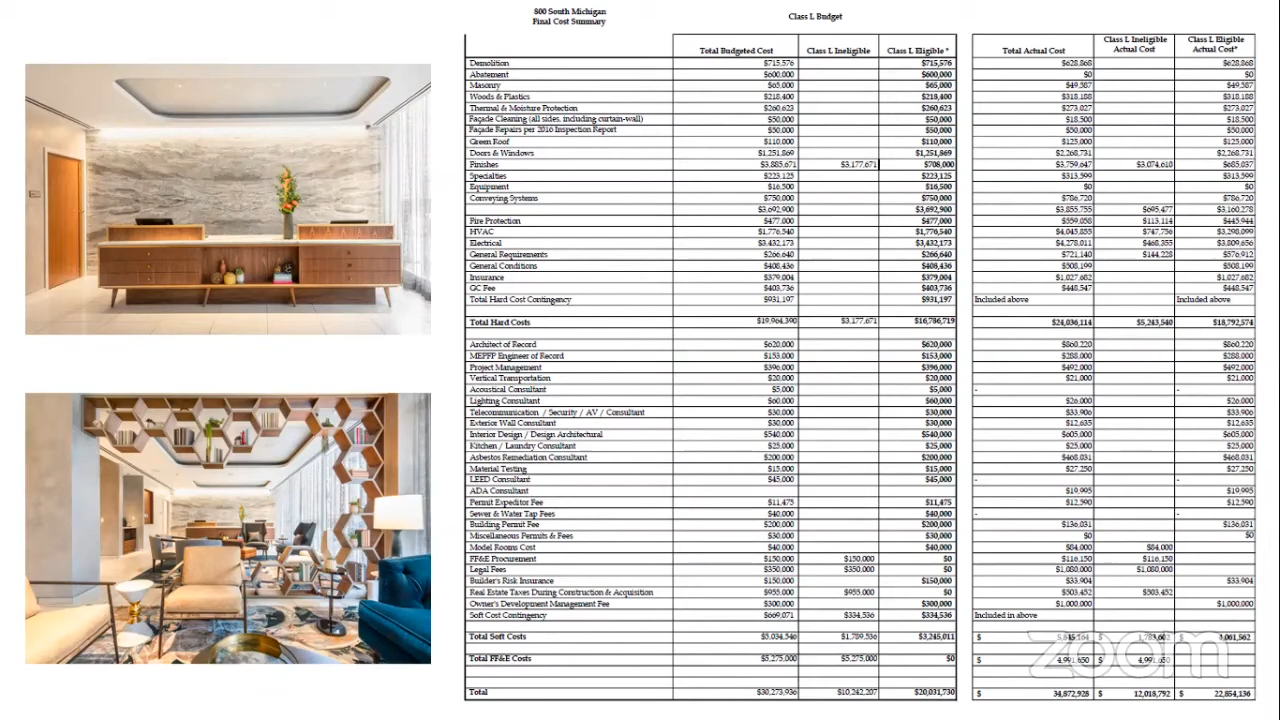 800 South Michigan
Final Cost Summary
Class L Budget
Total Budgeted Cost Class L Ineligible Class L Eligible * Total Actual Cost Class L Ineligible Actual Cost Class L Eligible Actual Cost*
Demolition $715,576 $715,576 $628,868 $628,868
Abatement $600,000 $600,000 $0 $0
Masonry $65,000 $65,000 $49,587 $49,587
Woods & Plastics $218,400 $218,400 $318,188 $318,188
Thermal & Moisture Protection $260,623 $260,623 $273,027 $273,027
Façade Cleaning (all sides, including curtain-wall) $50,000 $50,000 $18,500 $18,500
Façade Repairs per 2016 Inspection Report $50,000 $50,000 $50,000 $50,000
Green Roof $110,000 $110,000 $125,000 $125,000
Doors & Windows $1,251,869 $1,251,869 $2,268,731 $2,268,731
Finishes $3,885,671 $3,177,671 $708,000 $3,759,647 $3,074,610 $685,037
Specialties $223,125 $223,125 $313,599 $313,599
Equipment $16,500 $16,500 $0 $0
Conveying Systems $750,000 $750,000 $786,720 $786,720
$3,692,900 $3,692,900 $3,855,755 $695,477 $3,160,278
Fire Protection $477,000 $477,000 $559,058 $113,114 $445,944
HVAC $1,776,540 $1,776,540 $4,045,855 $747,756 $3,298,099
Electrical $3,432,173 $3,432,173 $4,278,011 $468,355 $3,809,656
General Requirements $266,640 $266,640 $721,140 $144,228 $576,912
General Conditions $408,436 $408,436 $508,199 $508,199
Insurance $379,004 $379,004 $1,027,682 $1,027,682
GC Fee $403,736 $403,736 $448,547 $448,547
Total Hard Cost Contingency $931,197 $931,197 Included above Included above
Total Hard Costs $19,964,390 $3,177,671 $16,786,719 $24,036,114 $5,243,540 $18,792,574
Architect of Record $620,000 $620,000 $860,220 $860,220
MEPFP Engineer of Record $153,000 $153,000 $288,000 $288,000
Project Management $396,000 $396,000 $492,000 $492,000
Vertical Transportation $20,000 $20,000 $21,000 $21,000
Acoustical Consultant $5,000 $5,000 - -
Lighting Consultant $60,000 $60,000 $26,000 $26,000
Telecommunication / Security / AV / Consultant $30,000 $30,000 $33,906 $33,906
Exterior Wall Consultant $30,000 $30,000 $12,635 $12,635
Interior Design / Design Architectural $540,000 $540,000 $605,000 $605,000
Kitchen / Laundry Consultant $25,000 $25,000 $25,000 $25,000
Asbestos Remediation Consultant $200,000 $200,000 $468,031 $468,031
Material Testing $15,000 $15,000 $27,250 $27,250
LEED Consultant $45,000 $45,000 - -
ADA Consultant $19,995 $19,995
Permit Expeditor Fee $11,475 $11,475 $12,590 $12,590
Sewer & Water Tap Fees $40,000 $40,000 - -
Building Permit Fee $200,000 $200,000 $136,031 $136,031
Miscellaneous Permits & Fees $30,000 $30,000 $0 $0
Model Rooms Cost $40,000 $40,000 $84,000 $84,000
FF&E Procurement $150,000 $150,000 $0 $116,150 $116,150
Legal Fees $350,000 $350,000 $0 $1,080,000 $1,080,000
Builder's Risk Insurance $150,000 $150,000 $33,904 $33,904
Real Estate Taxes During Construction & Acquisition $955,000 $955,000 $0 $503,452 $503,452
Owner's Development Management Fee $300,000 $300,000 $1,000,000 $1,000,000
Soft Cost Contingency $669,071 $334,536 $334,536 Included in above
Total Soft Costs $5,034,546 $1,789,536 $3,245,011 $ $ $
Total FF&E Costs $5,275,000 $5,275,000 $0 $ 4,991,650 $ 4,991,650
Total $30,273,936 $10,242,207 $20,031,730 $ 34,872,928 $ 12,018,792 $ 22,854,136
zoom